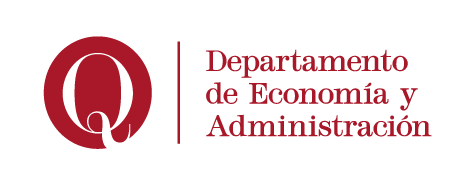 Q
Departamento
de Economía y
Administración